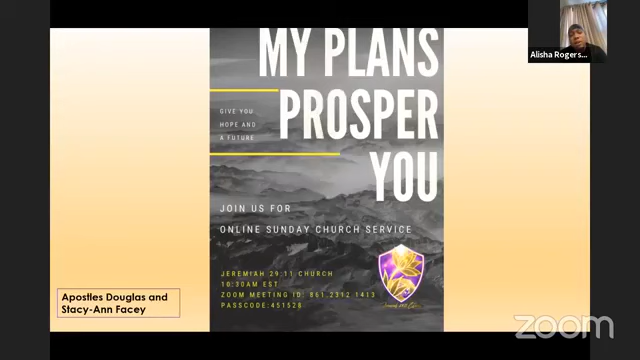 Alisha Rogers...
MY PLANS
PROSPER
YOU
GIVE YOU
HOPE AND
A FUTURE
JOIN US FOR
ONLINE SUNDAY CHURCH SERVICE
JEREMIAH 29:11 CHURCH
10:30AM EST
ZOOM MEETING ID: 861 2312 1413
PASSCODE:451528
Apostles Douglas and
Stacy-Ann Facey
zoom